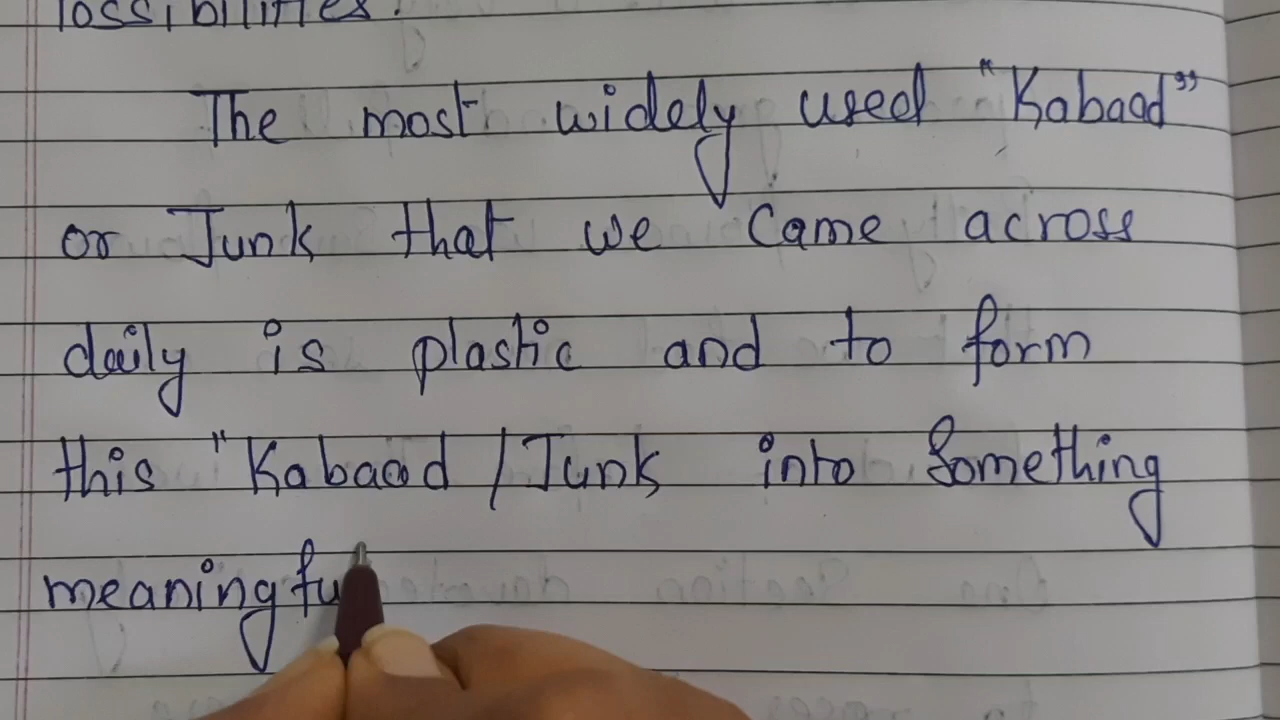 possibilities.
The most widely used "Kabaad"
or Junk that we came across
daily is plastic and to form
this "Kabaad / Junk into Something
meaningfu